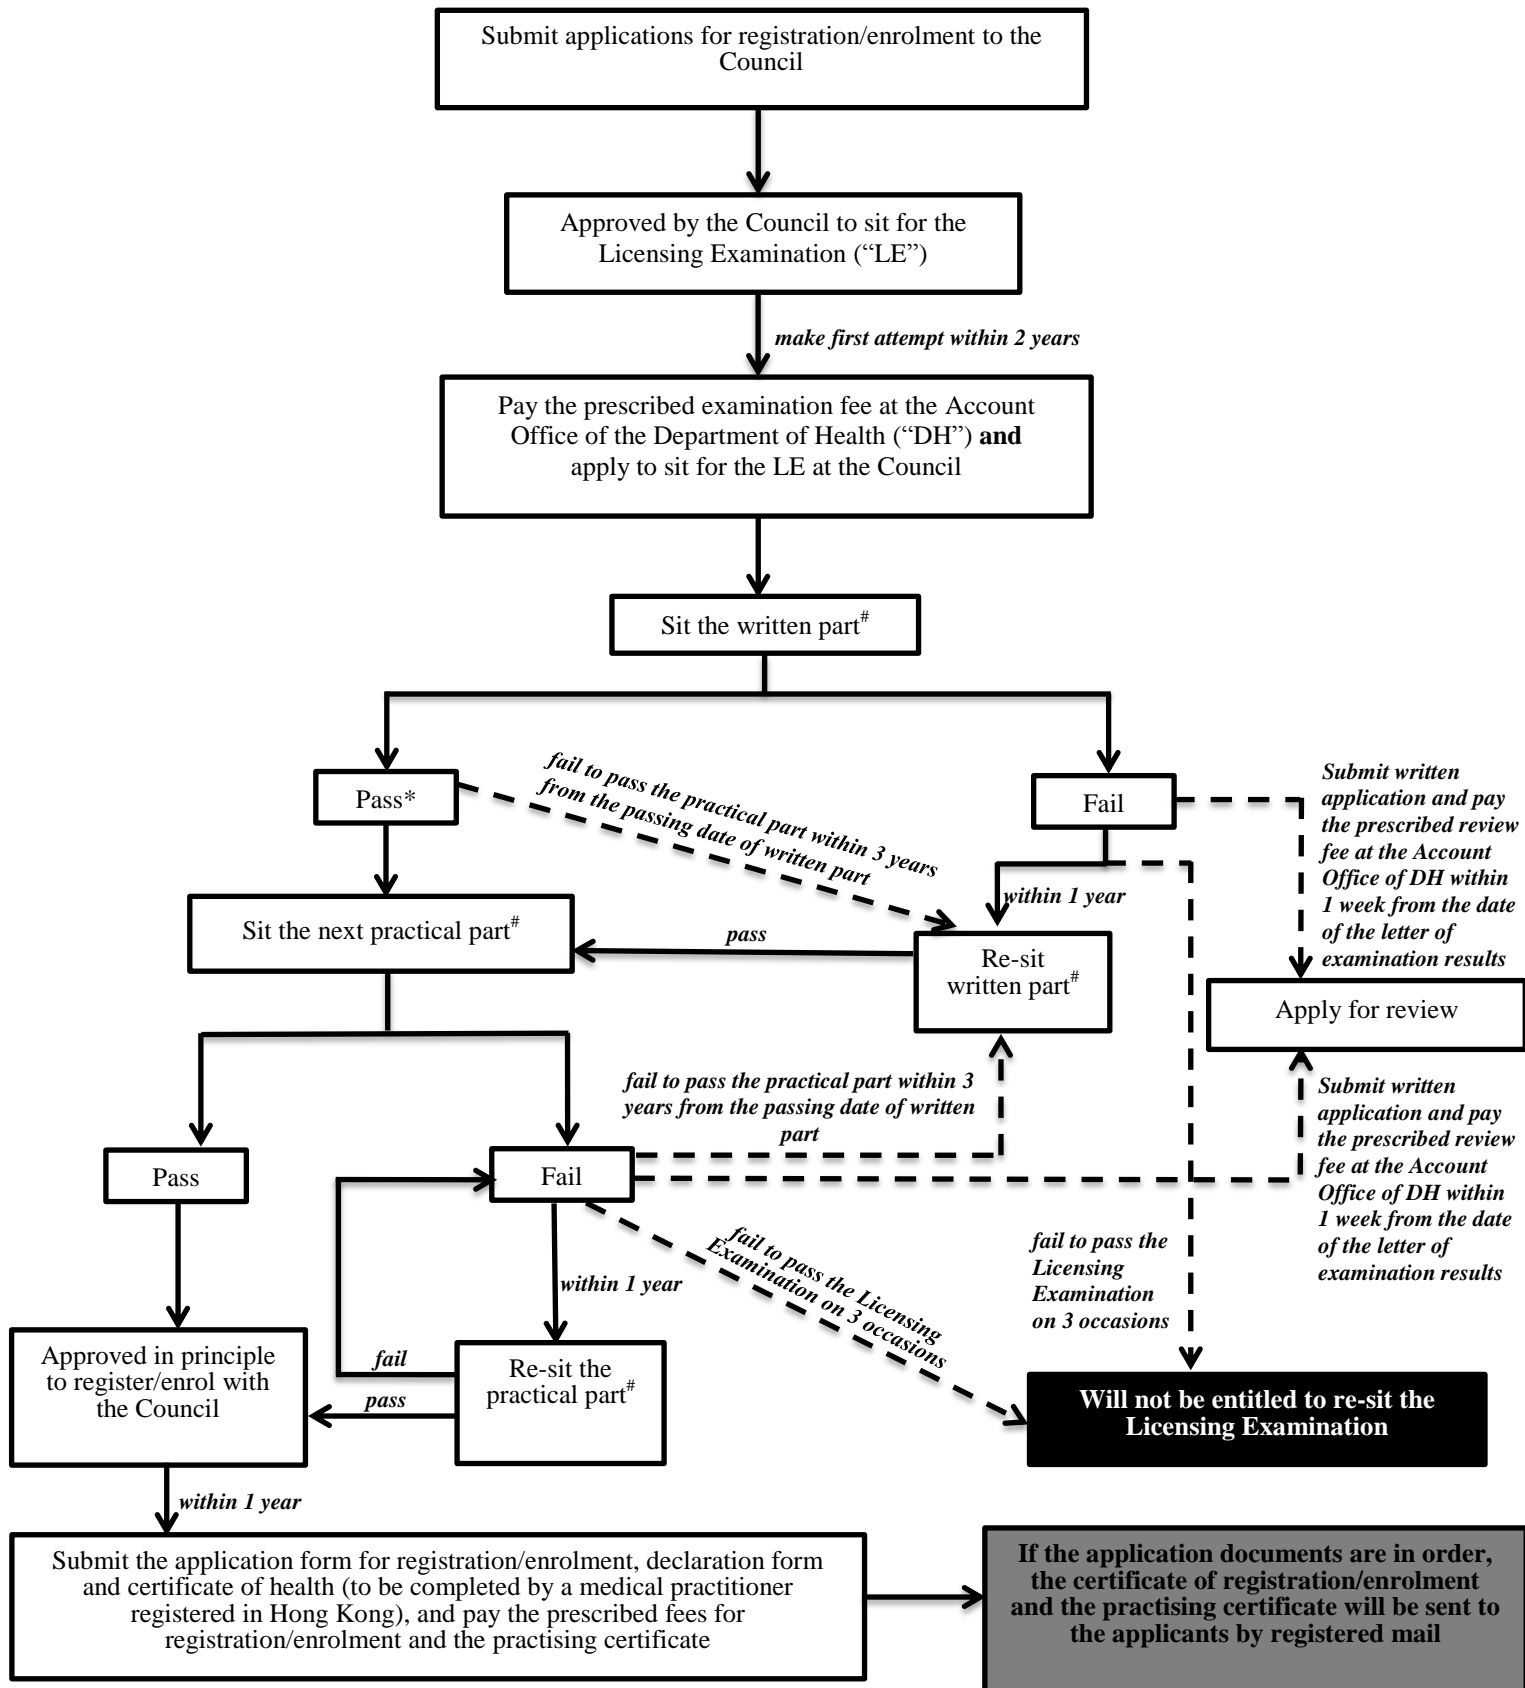 Submit applications for registration/enrolment to the
Council
Approved by the Council to sit for the
Licensing Examination (“LE”)
make first attempt within 2 years
Pay the prescribed examination fee at the Account
Office of the Department of Health (“DH”) and
apply to sit for the LE at the Council
Sit the written part#
Pass*
fail to pass the practical part within 3 years
from the passing date of written part
Fail
Submit written
application and pay
the prescribed review
fee at the Account
Office of DH within
1 week from the date
of the letter of
examination results
within 1 year
Sit the next practical part#
pass
Re-sit
written part#
Apply for review
fail to pass the practical part within 3
years from the passing date of written
part
Submit written
application and pay
the prescribed review
fee at the Account
Office of DH within
1 week from the date
of the letter of
examination results
Pass
Fail
fail to pass the Licensing
Examination on 3 occasions
fail to pass the
Licensing
Examination
on 3 occasions
within 1 year
Approved in principle
to register/enrol with
the Council
fail
pass
Re-sit the
practical part#
Will not be entitled to re-sit the
Licensing Examination
within 1 year
Submit the application form for registration/enrolment, declaration form
and certificate of health (to be completed by a medical practitioner
registered in Hong Kong), and pay the prescribed fees for
registration/enrolment and the practising certificate
If the application documents are in order,
the certificate of registration/enrolment
and the practising certificate will be sent to
the applicants by registered mail